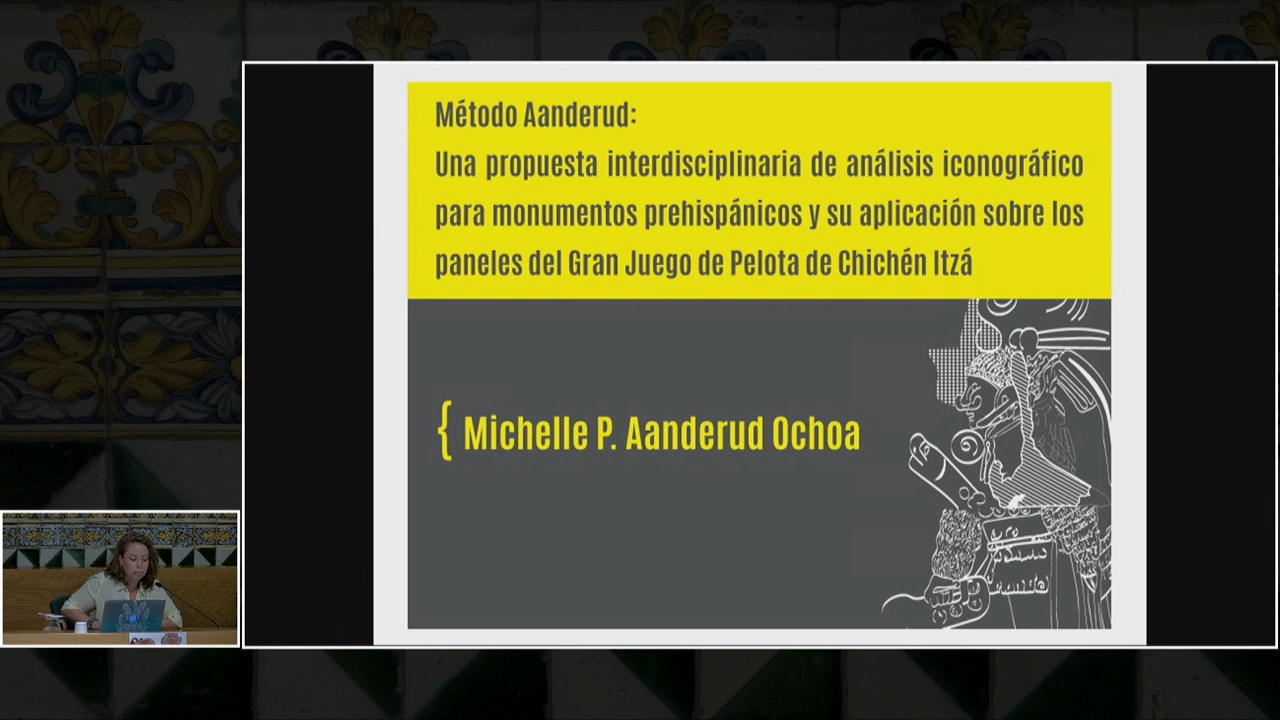 Método Aanderud:
Una propuesta interdisciplinaria de análisis iconográfico
para monumentos prehispánicos y su aplicación sobre los
paneles del Gran Juego de Pelota de Chichén Itzá
{ Michelle P. Aanderud Ochoa